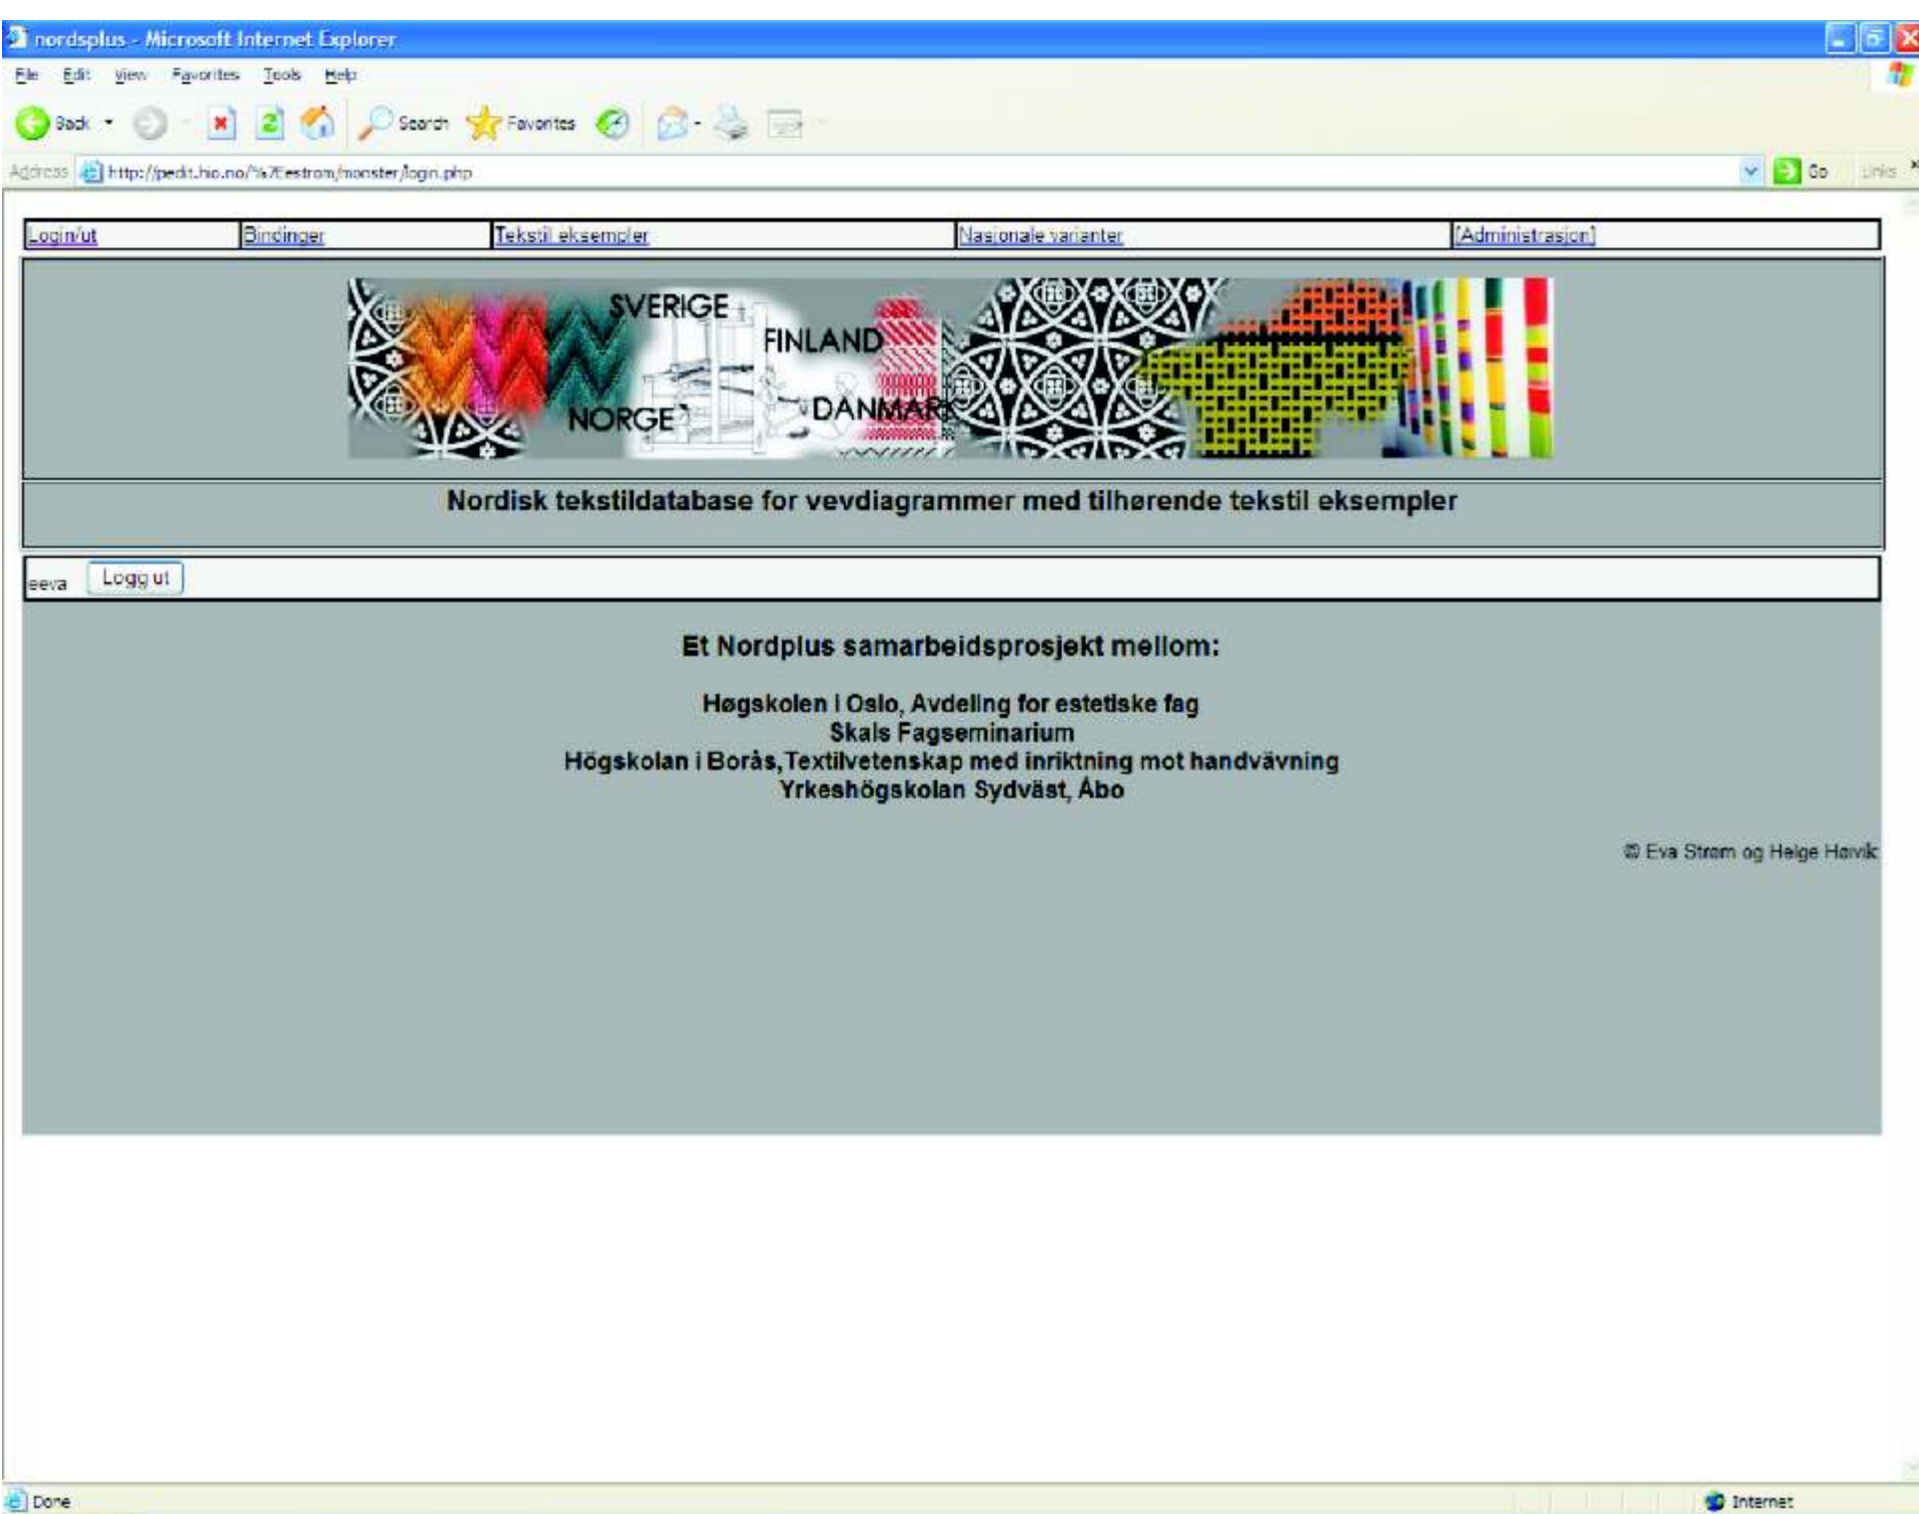 nordsplus - Microsoft Internet Explorer
File Edit View Favorites Tools Help
Back Search Favorites
Address http://pedit.hio.no/%7Eestrom/monster/login.php Go Links
Login/ut Bindinger Tekstil eksempler Nasjonale varianter [Administrasjon]
SVERIGE
FINLAND
NORGE
DANMARK
Nordisk tekstildatabase for vevdiagrammer med tilhørende tekstil eksempler
eeva Logg ut
Et Nordplus samarbeidsprosjekt mellom:
Høgskolen i Oslo, Avdeling for estetiske fag
Skals Fagseminarium
Högskolan i Borås,Textilvetenskap med inriktning mot handvävning
Yrkeshögskolan Sydväst, Åbo
© Eva Strøm og Helge Høivik
Done Internet